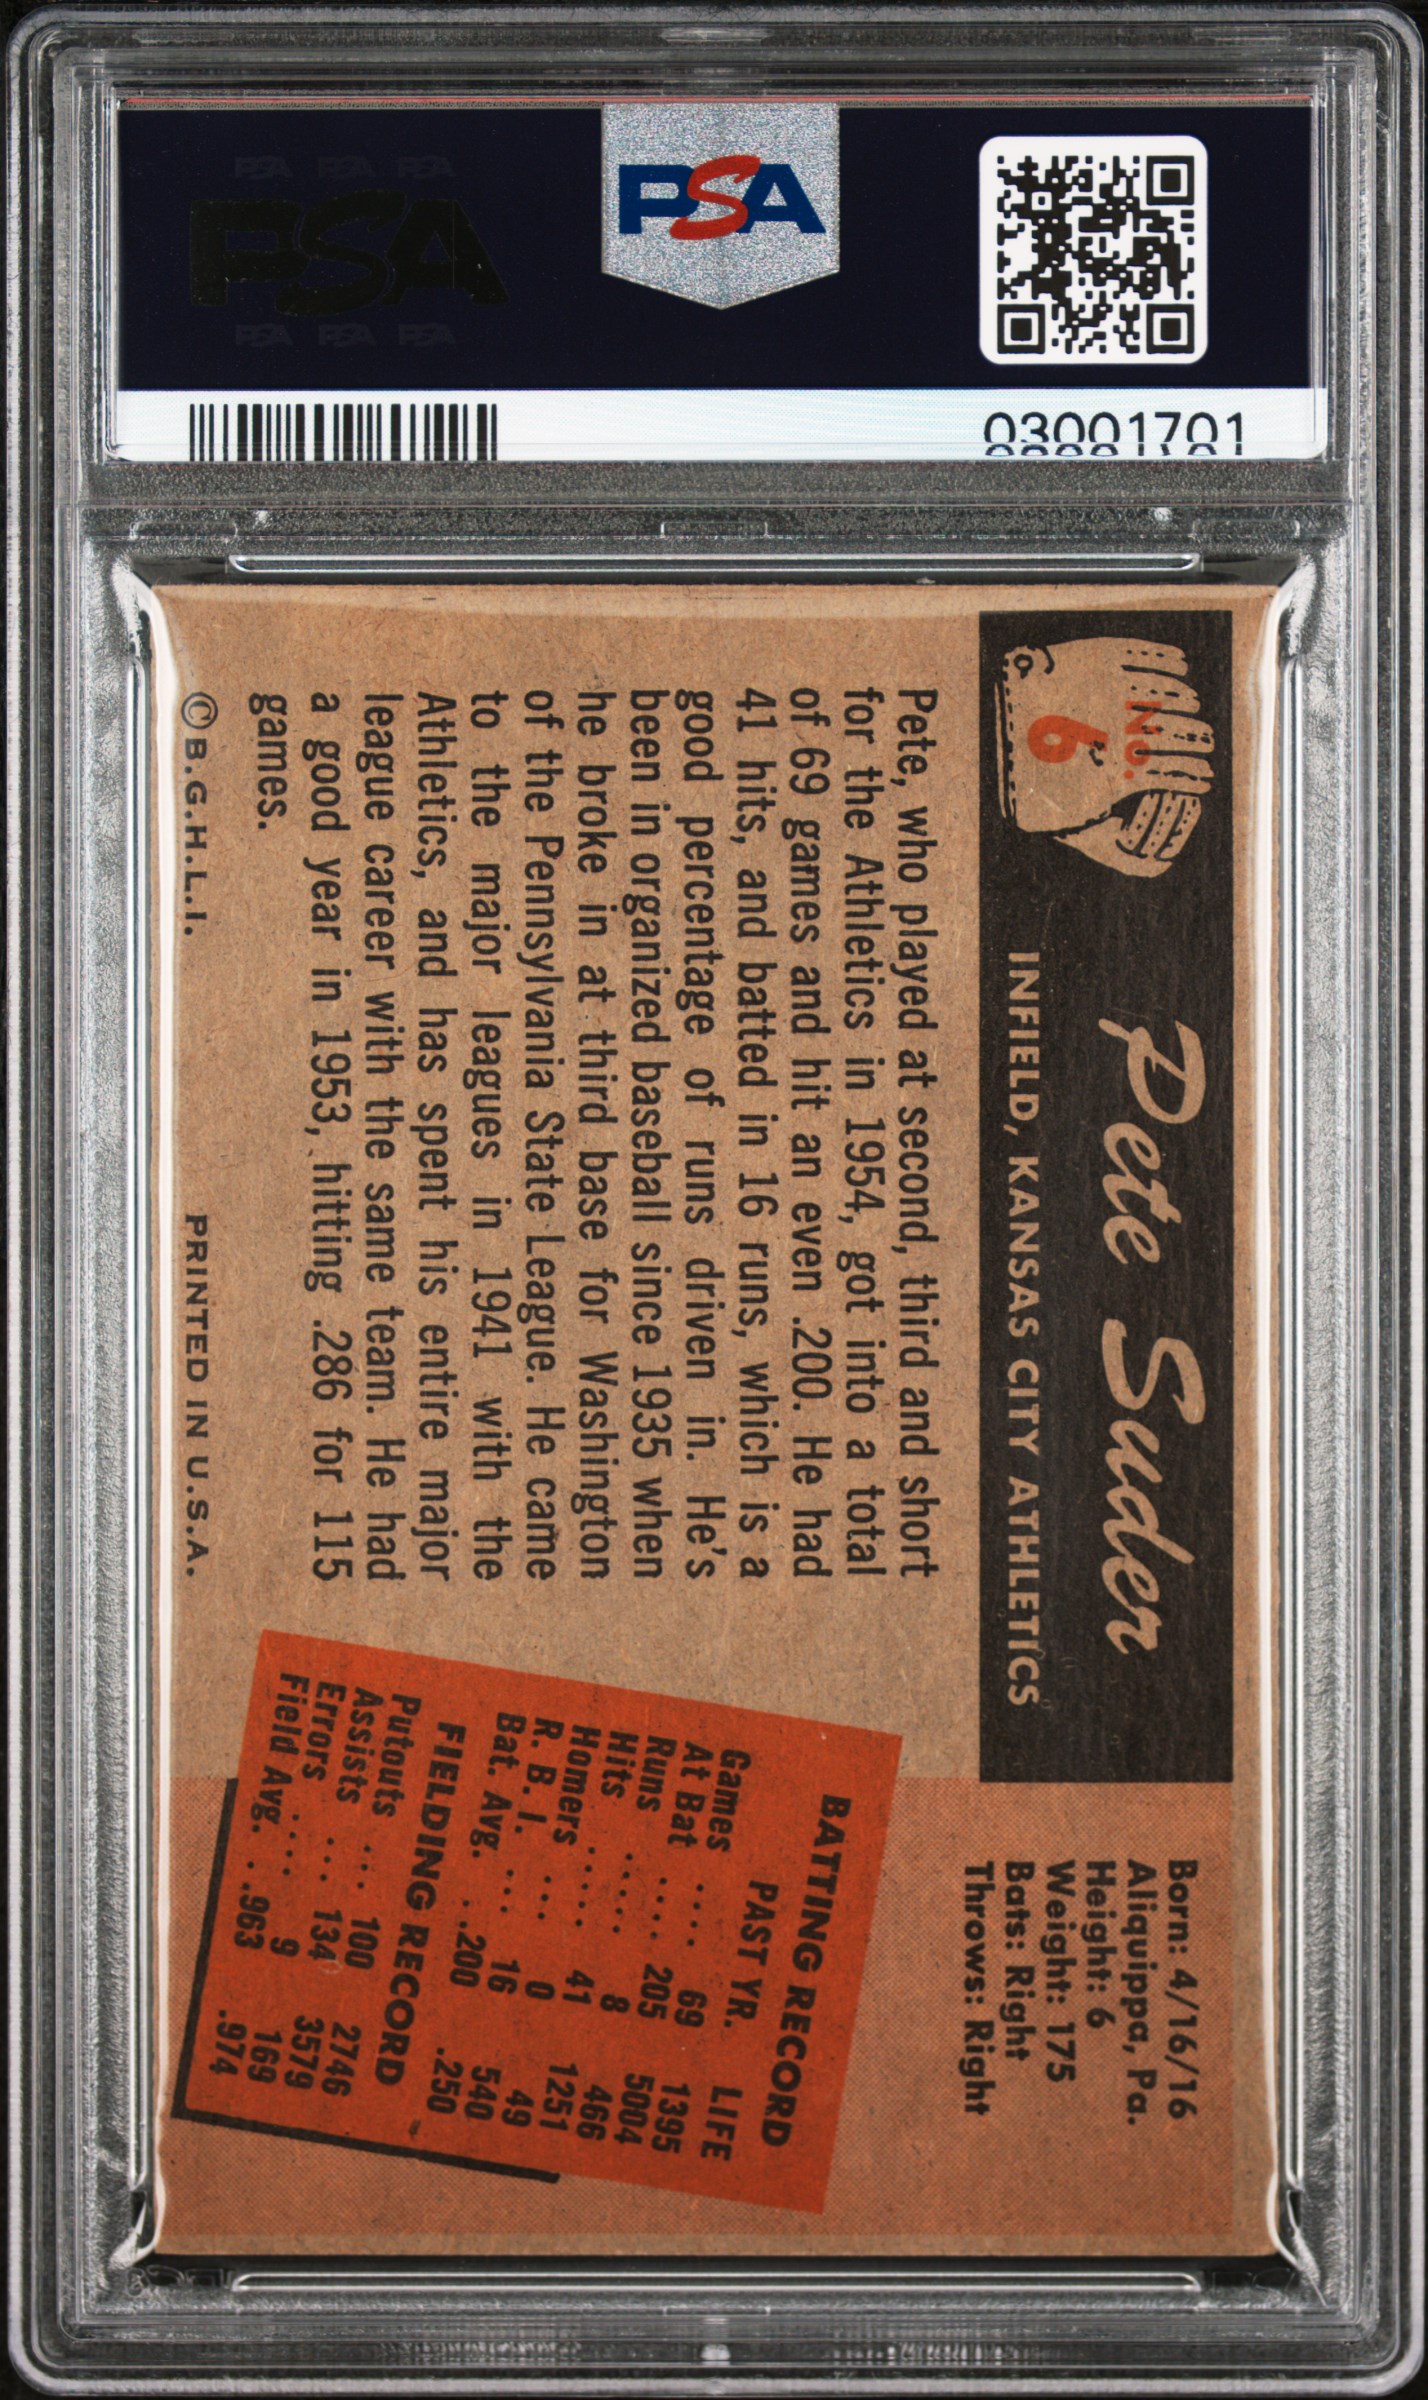 PSA PSA PSA
PSA
PSA PSA PSA
PSA
03001701
No.
6
Pete Suder
INFIELD, KANSAS CITY ATHLETICS
Born: 4/16/16
Aliquippa, Pa.
Height: 6
Weight: 175
Bats: Right
Throws: Right
Pete, who played at second, third and short
for the Athletics in 1954, got into a total
of 69 games and hit an even .200. He had
41 hits, and batted in 16 runs, which is a
good percentage of runs driven in. He's
been in organized baseball since 1935 when
he broke in at third base for Washington
of the Pennsylvania State League. He came
to the major leagues in 1941 with the
Athletics, and has spent his entire major
league career with the same team. He had
a good year in 1953, hitting .286 for 115
games.
© B.G.H.L.I. PRINTED IN U.S.A.
BATTING RECORD
PAST YR. LIFE
Games .... 69 1395
At Bat .... 205 5004
Runs ..... 8 466
Hits ..... 41 1251
Homers ... 0 49
R. B. I. ... 16 540
Bat. Avg. . .200 .250
FIELDING RECORD
Putouts ... 100 2746
Assists ... 134 3579
Errors .... 9 169
Field Avg. . .963 .974